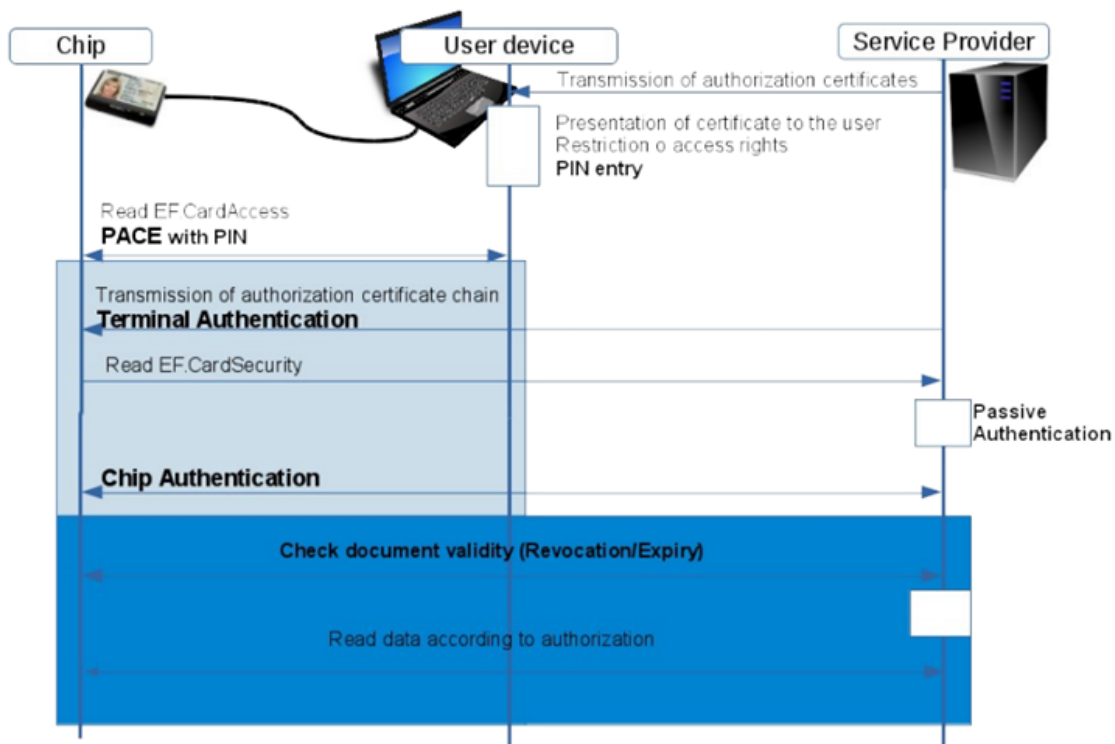 Chip
User device
Service Provider
Transmission of authorization certificates
Presentation of certificate to the user
Restriction o access rights
PIN entry
Read EF.CardAccess
PACE with PIN
Transmission of authorization certificate chain
Terminal Authentication
Read EF.CardSecurity
Passive
Authentication
Chip Authentication
Check document validity (Revocation/Expiry)
Read data according to authorization